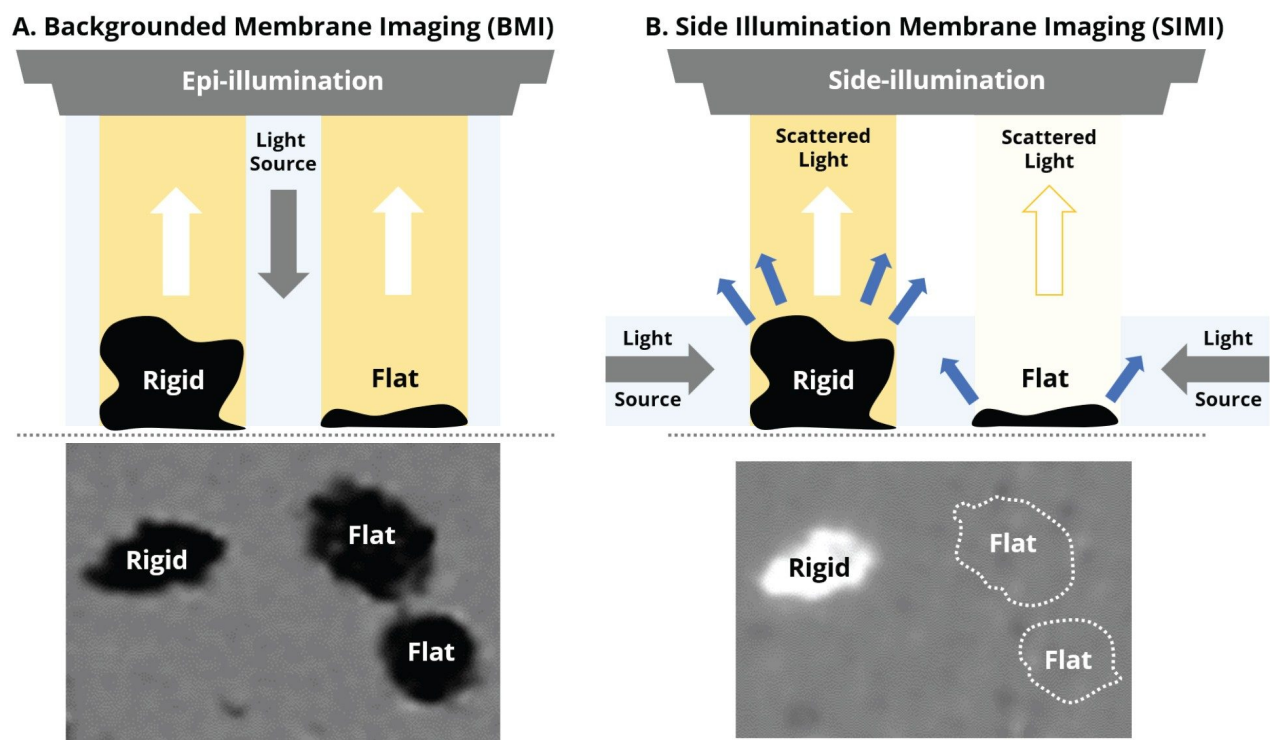 A. Backgrounded Membrane Imaging (BMI)
Epi-illumination
Light
Source
Rigid
Flat
Rigid
Flat
Flat
B. Side Illumination Membrane Imaging (SIMI)
Side-illumination
Scattered
Light
Scattered
Light
Light
Source
Rigid
Flat
Light
Source
Rigid
Flat
Flat